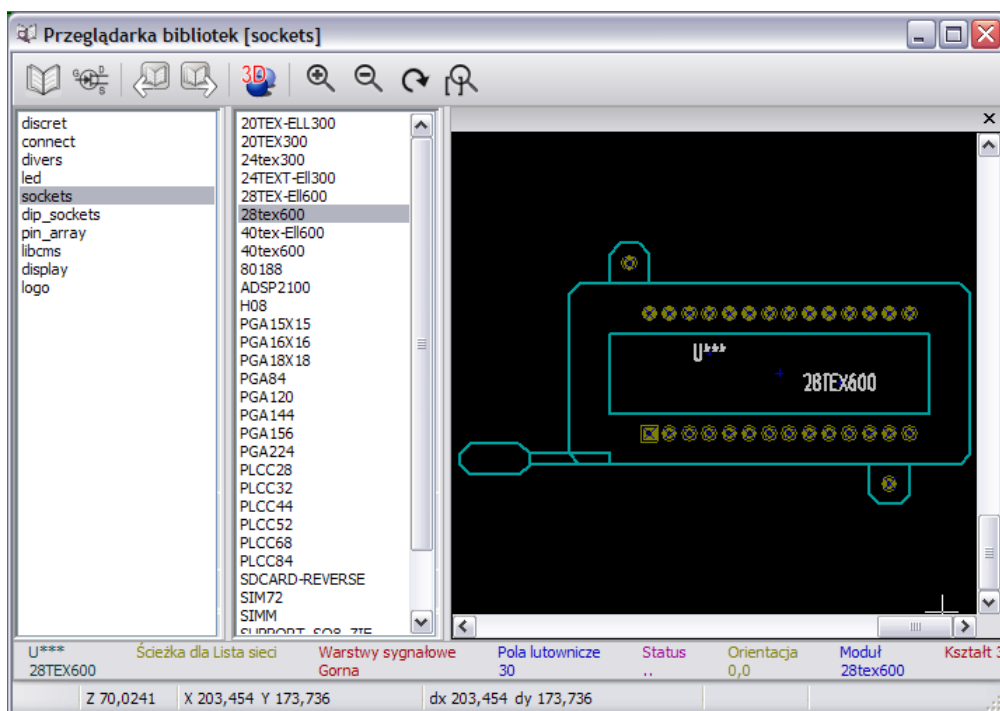 Przeglądarka bibliotek [sockets]
3D
discret
connect
divers
led
sockets
dip_sockets
pin_array
libcms
display
logo
20TEX-ELL300
20TEX300
24tex300
24TEXT-Ell300
28TEX-Ell600
28tex600
40tex-Ell600
40tex600
80188
ADSP2100
H08
PGA15X15
PGA16X16
PGA18X18
PGA84
PGA120
PGA144
PGA156
PGA224
PLCC28
PLCC32
PLCC44
PLCC52
PLCC68
PLCC84
SDCARD-REVERSE
SIM72
SIMM
U***
28TEX600
U*** Ścieżka dla Lista sieci Warstwy sygnałowe Pola lutownicze Status Orientacja Moduł Kształt
28TEX600 Gorna 30 .. 0,0 28tex600
Z 70,0241 X 203,454 Y 173,736 dx 203,454 dy 173,736